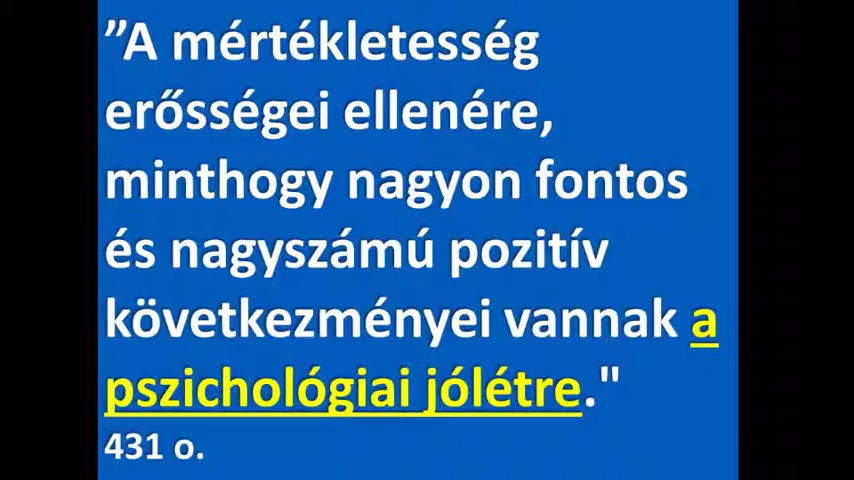 ”A mértékletesség
erősségei ellenére,
minthogy nagyon fontos
és nagyszámú pozitív
következményei vannak a
pszichológiai jólétre."
431 o.